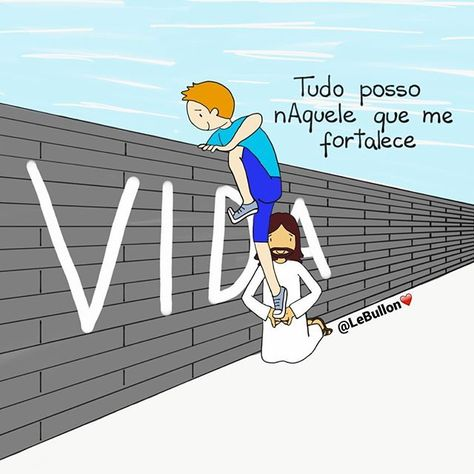 Tudo posso
nAquele que me
fortalece
VIDA
@LeBullon❤️